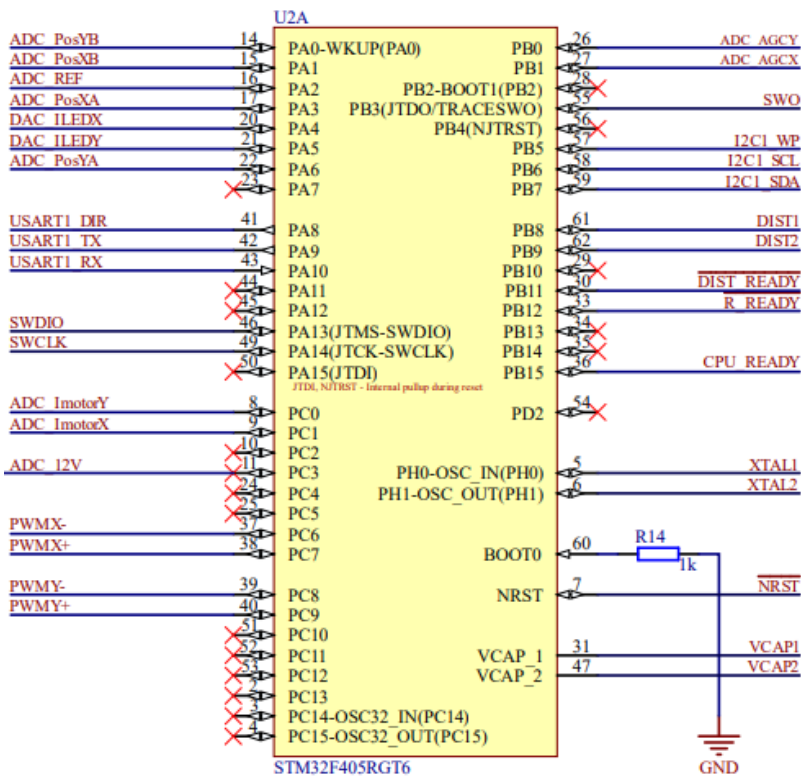 U2A
ADC_PosYB 14 PA0-WKUP(PA0) PB0 26 ADC_AGCY
ADC_PosXB 15 PA1 PB1 27 ADC_AGCX
ADC_REF 16 PA2 PB2-BOOT1(PB2) 28
ADC_PosXA 17 PA3 PB3(JTDO/TRACESWO) 55 SWO
DAC_ILEDX 20 PA4 PB4(NJTRST) 56
DAC_ILEDY 21 PA5 PB5 57 I2C1_WP
ADC_PosYA 22 PA6 PB6 58 I2C1_SCL
23 PA7 PB7 59 I2C1_SDA
USART1_DIR 41 PA8 PB8 61 DIST1
USART1_TX 42 PA9 PB9 62 DIST2
USART1_RX 43 PA10 PB10 29
44 PA11 PB11 30 DIST_READY
45 PA12 PB12 33 R_READY
SWDIO 46 PA13(JTMS-SWDIO) PB13 34
SWCLK 49 PA14(JTCK-SWCLK) PB14 35
50 PA15(JTDI) PB15 36 CPU_READY
JTDI, NJTRST - Internal pullup during reset
ADC_ImotorY 8 PC0 PD2 54
ADC_ImotorX 9 PC1
10 PC2
ADC_12V 11 PC3 PH0-OSC_IN(PH0) 5 XTAL1
24 PC4 PH1-OSC_OUT(PH1) 6 XTAL2
25 PC5
PWMX- 37 PC6
PWMX+ 38 PC7 BOOT0 60 R14 1k
PWMY- 39 PC8 NRST 7 NRST
PWMY+ 40 PC9
51 PC10
52 PC11 VCAP_1 31 VCAP1
53 PC12 VCAP_2 47 VCAP2
2 PC13
3 PC14-OSC32_IN(PC14)
4 PC15-OSC32_OUT(PC15)
STM32F405RGT6 GND